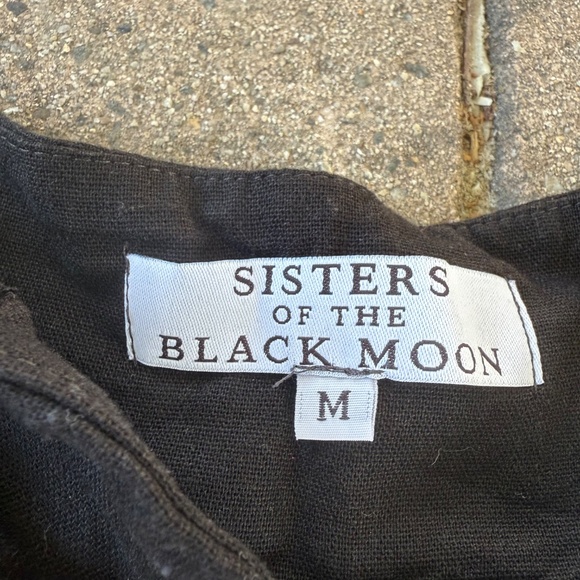 SISTERS
OF THE
BLACK MOON
M